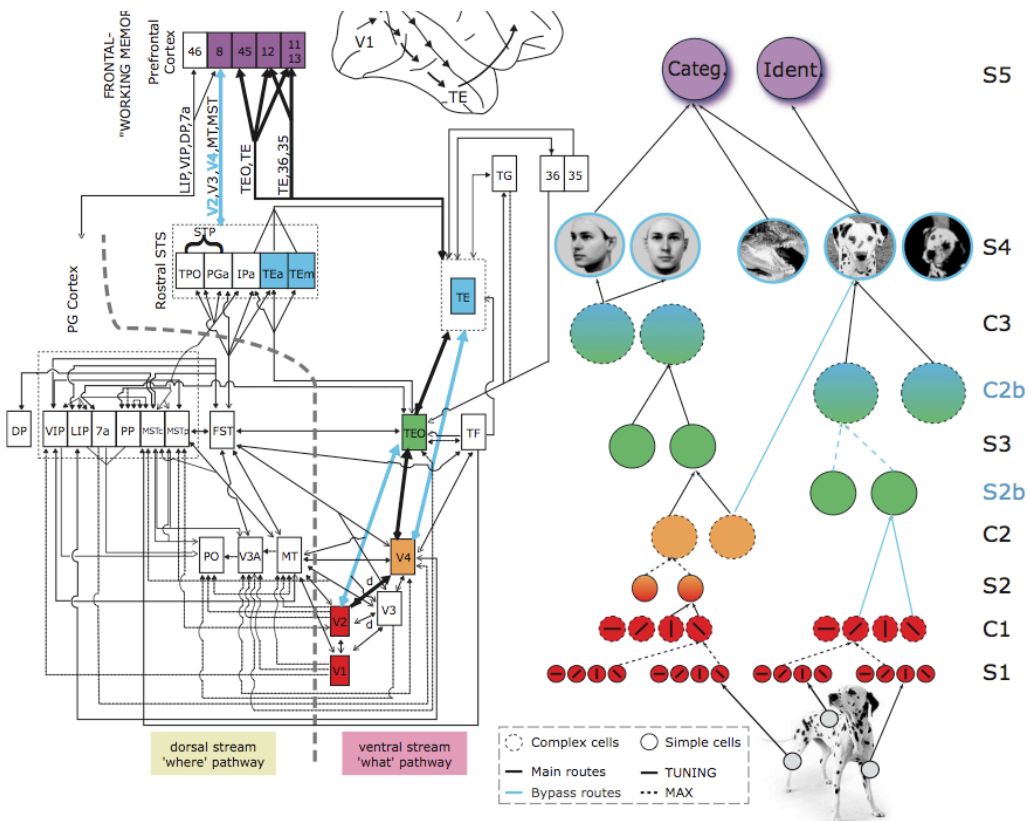 FRONTAL-
"WORKING MEMOR
Prefrontal
Cortex
46
8
45
12
11
13
V1
TE
LIP,VIP,DP,7a
V2,V3,V4,MT,MST
TEO,TE
TE,36,35
PG Cortex
Rostral STS
STP
TPO
PGa
IPa
TEa
TEm
TG
36
35
TE
DP
VIP
LIP
7a
PP
MSTc
MSTp
FST
TEO
TF
PO
V3A
MT
V4
d
V3
V2
d
V1
dorsal stream
'where' pathway
ventral stream
'what' pathway
Categ.
Ident.
S5
S4
C3
C2b
S3
S2b
C2
S2
C1
S1
Complex cells
Simple cells
Main routes
TUNING
Bypass routes
MAX